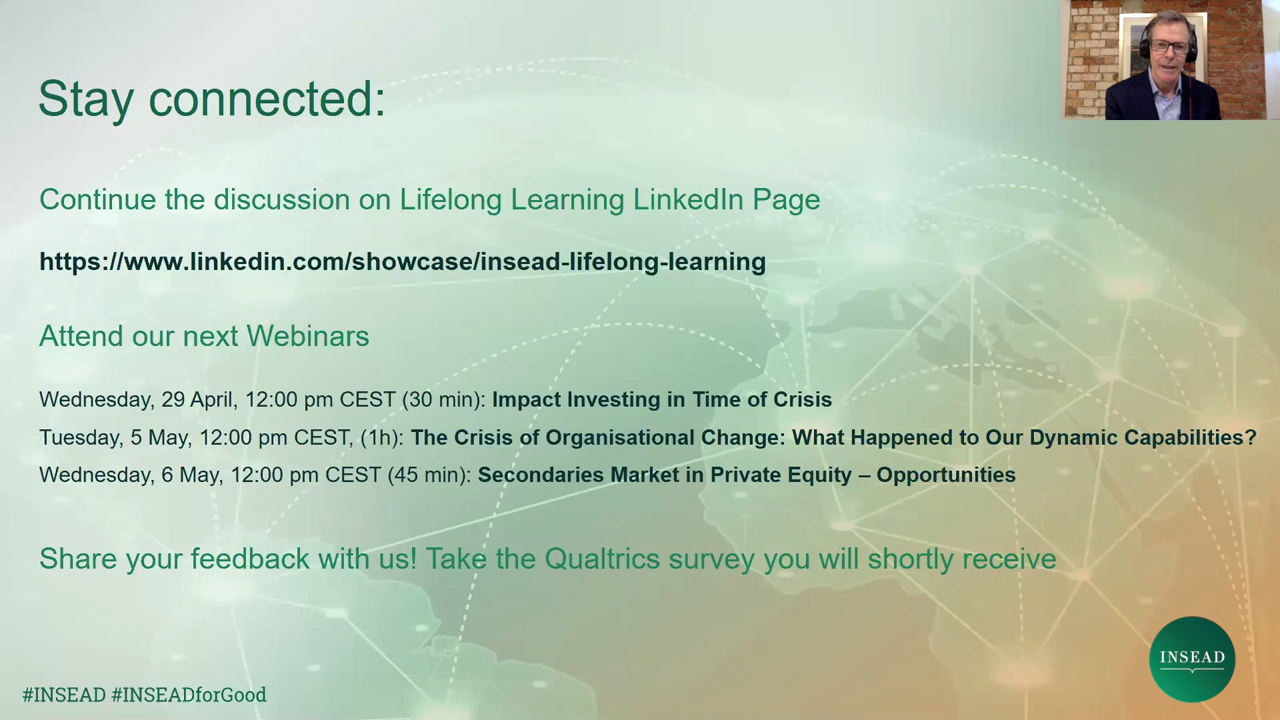 Stay connected:
Continue the discussion on Lifelong Learning LinkedIn Page
https://www.linkedin.com/showcase/insead-lifelong-learning
Attend our next Webinars
Wednesday, 29 April, 12:00 pm CEST (30 min): Impact Investing in Time of Crisis
Tuesday, 5 May, 12:00 pm CEST, (1h): The Crisis of Organisational Change: What Happened to Our Dynamic Capabilities?
Wednesday, 6 May, 12:00 pm CEST (45 min): Secondaries Market in Private Equity – Opportunities
Share your feedback with us! Take the Qualtrics survey you will shortly receive
INSEAD
#INSEAD #INSEADforGood